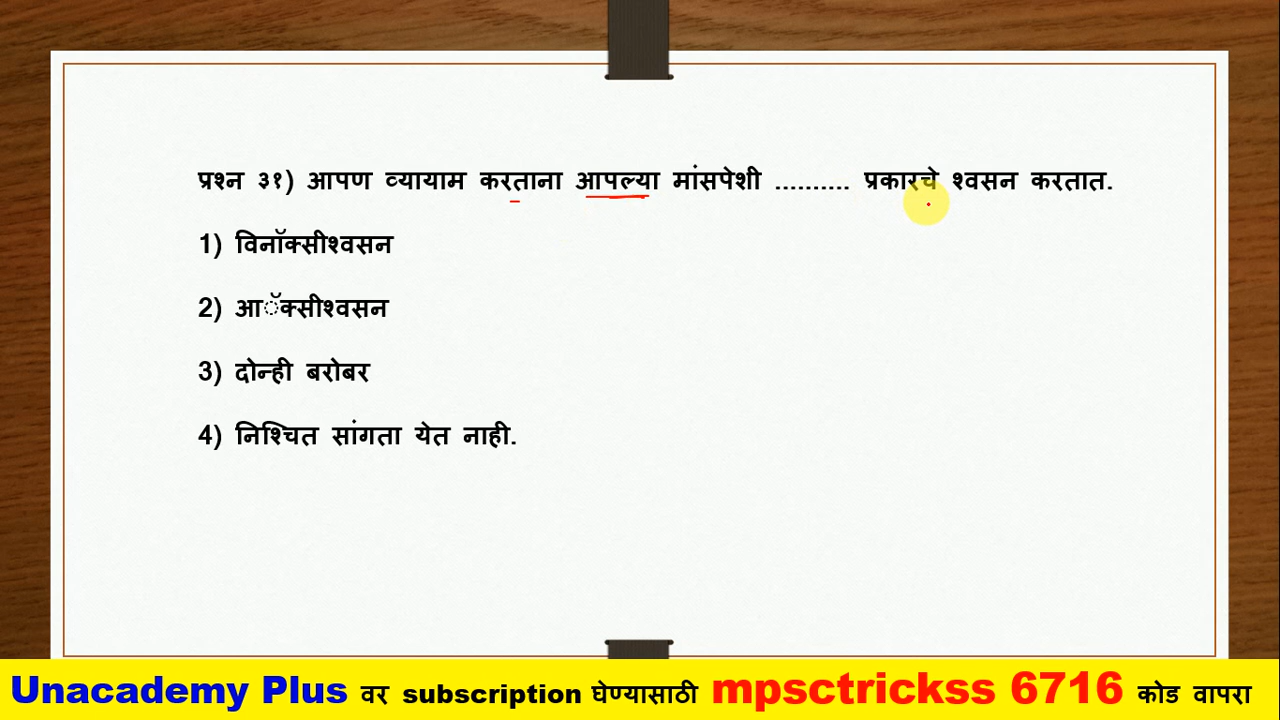 प्रश्न ३१) आपण व्यायाम करताना आपल्या मांसपेशी .......... प्रकारचे श्वसन करतात.
1) विनॉक्सीश्वसन
2) आॅक्सीश्वसन
3) दोन्ही बरोबर
4) निश्चित सांगता येत नाही.
Unacademy Plus वर subscription घेण्यासाठी mpsctrickss 6716 कोड वापरा